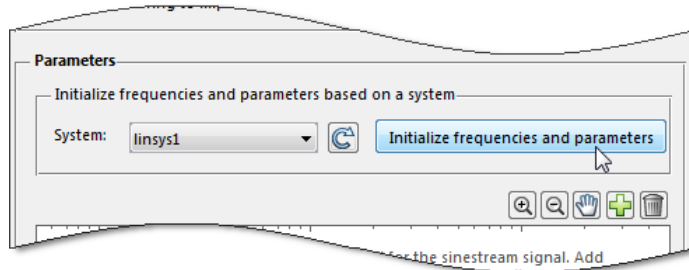 Parameters
Initialize frequencies and parameters based on a system
System: linsys1 Initialize frequencies and parameters
for the sinestream signal. Add